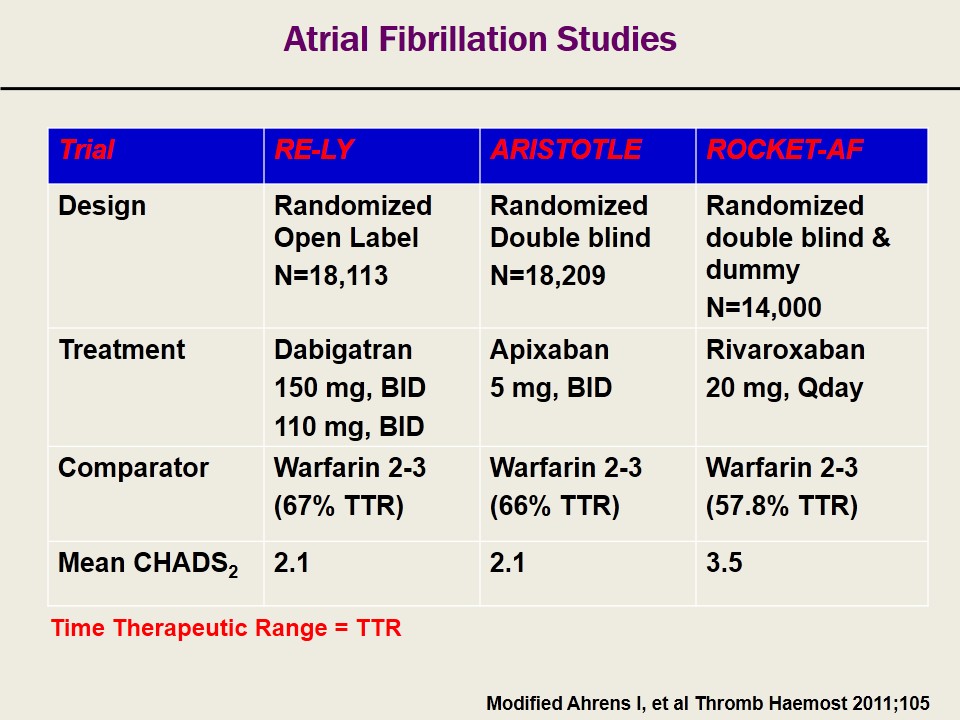 Atrial Fibrillation Studies
Trial RE-LY ARISTOTLE ROCKET-AF
Design
Randomized
Open Label
N=18,113
Randomized
Double blind
N=18,209
Randomized
double blind &
dummy
N=14,000
Treatment
Dabigatran
150 mg, BID
110 mg, BID
Apixaban
5 mg, BID
Rivaroxaban
20 mg, Qday
Comparator
Warfarin 2-3
(67% TTR)
Warfarin 2-3
(66% TTR)
Warfarin 2-3
(57.8% TTR)
Mean CHADS₂ 2.1 2.1 3.5
Time Therapeutic Range = TTR
Modified Ahrens I, et al Thromb Haemost 2011;105